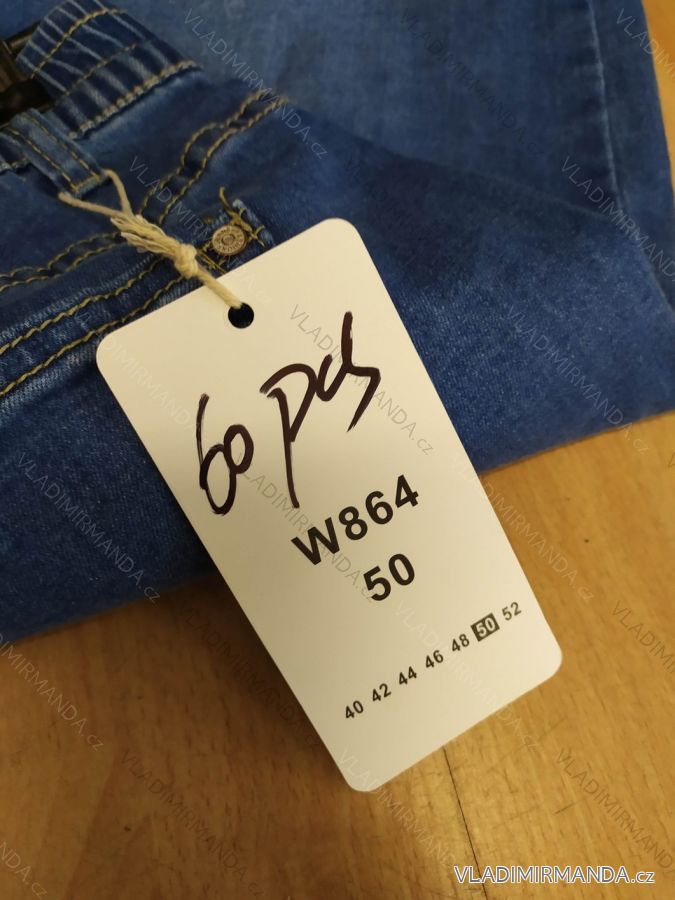 60 pcs
W864
50
40 42 44 46 48 50 52
VLADIMIRMANDA.cz